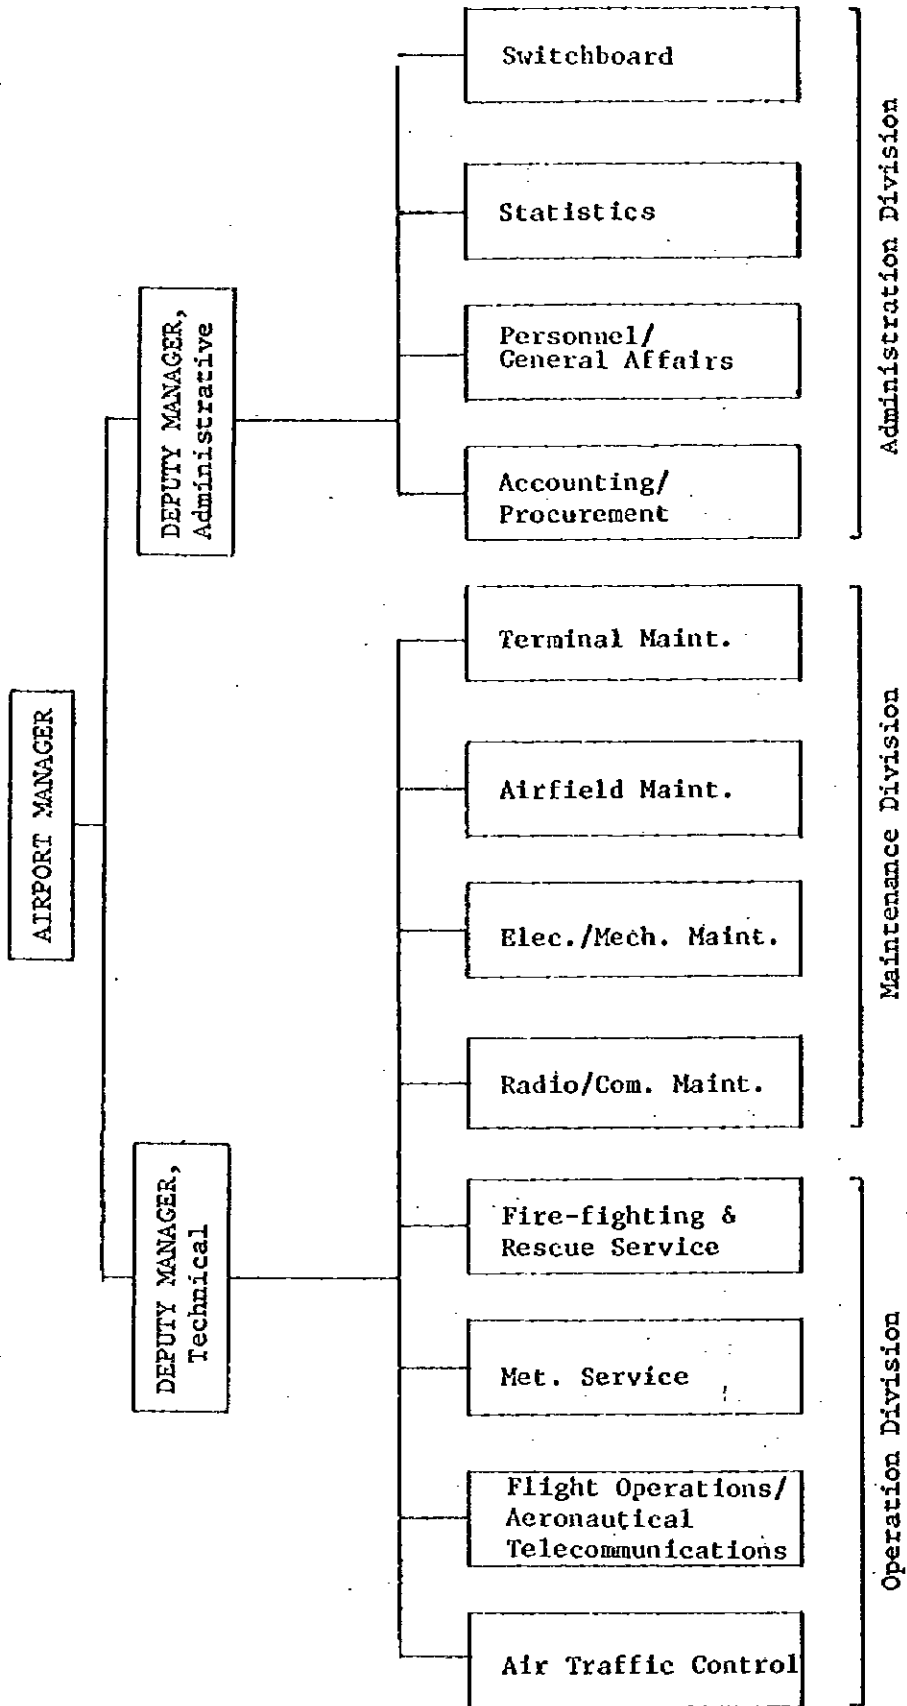 AIRPORT MANAGER
DEPUTY MANAGER,
Administrative
DEPUTY MANAGER,
Technical
Switchboard
Statistics
Personnel/
General Affairs
Accounting/
Procurement
Administration Division
Terminal Maint.
Airfield Maint.
Elec./Mech. Maint.
Radio/Com. Maint.
Maintenance Division
Fire-fighting &
Rescue Service
Met. Service
Flight Operations/
Aeronautical
Telecommunications
Air Traffic Control
Operation Division